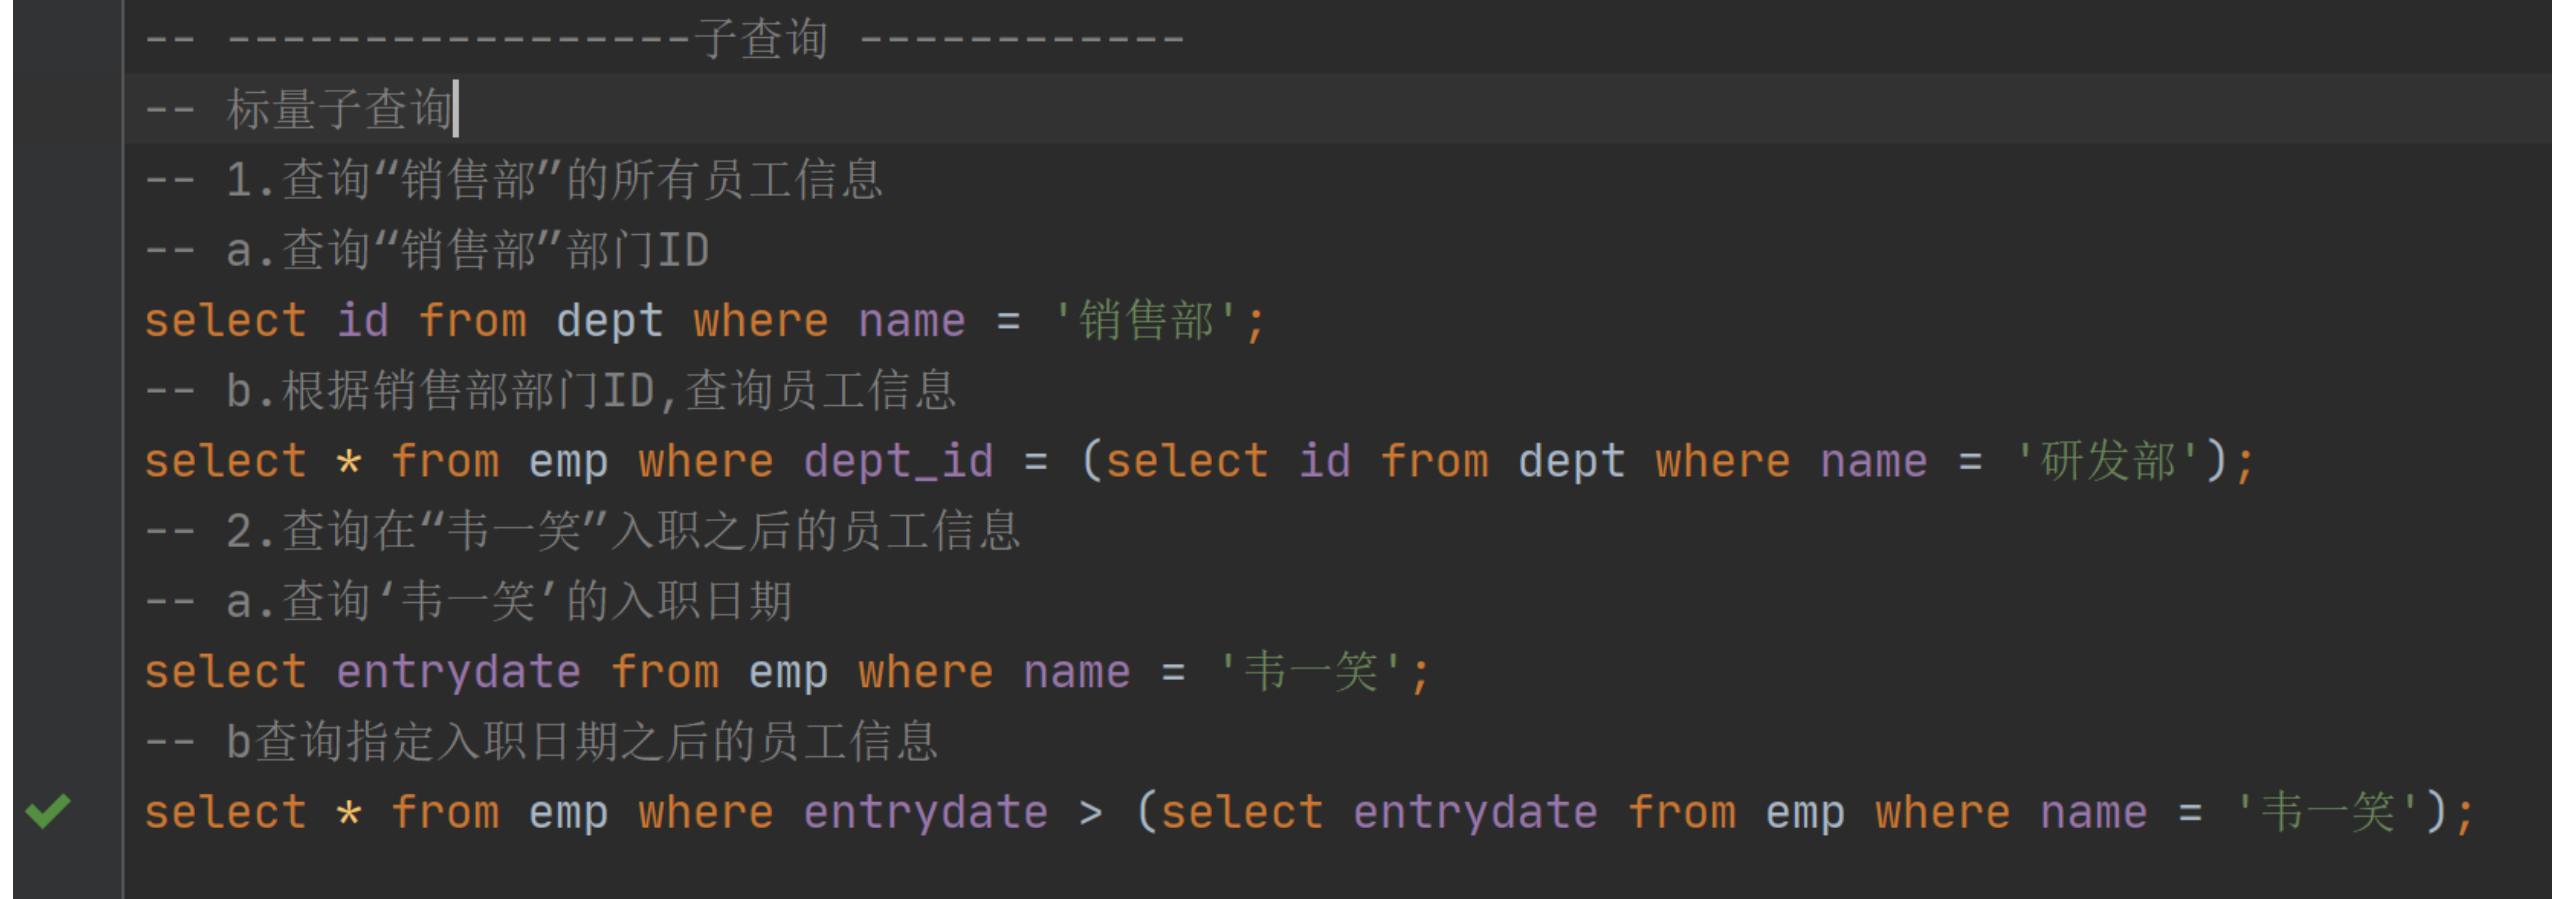 -- -----------------子查询 ------------
-- 标量子查询
-- 1.查询“销售部”的所有员工信息
-- a.查询“销售部”部门ID
select id from dept where name = '销售部';
-- b.根据销售部部门ID,查询员工信息
select * from emp where dept_id = (select id from dept where name = '研发部');
-- 2.查询在“韦一笑”入职之后的员工信息
-- a.查询‘韦一笑’的入职日期
select entrydate from emp where name = '韦一笑';
-- b查询指定入职日期之后的员工信息
select * from emp where entrydate > (select entrydate from emp where name = '韦一笑');